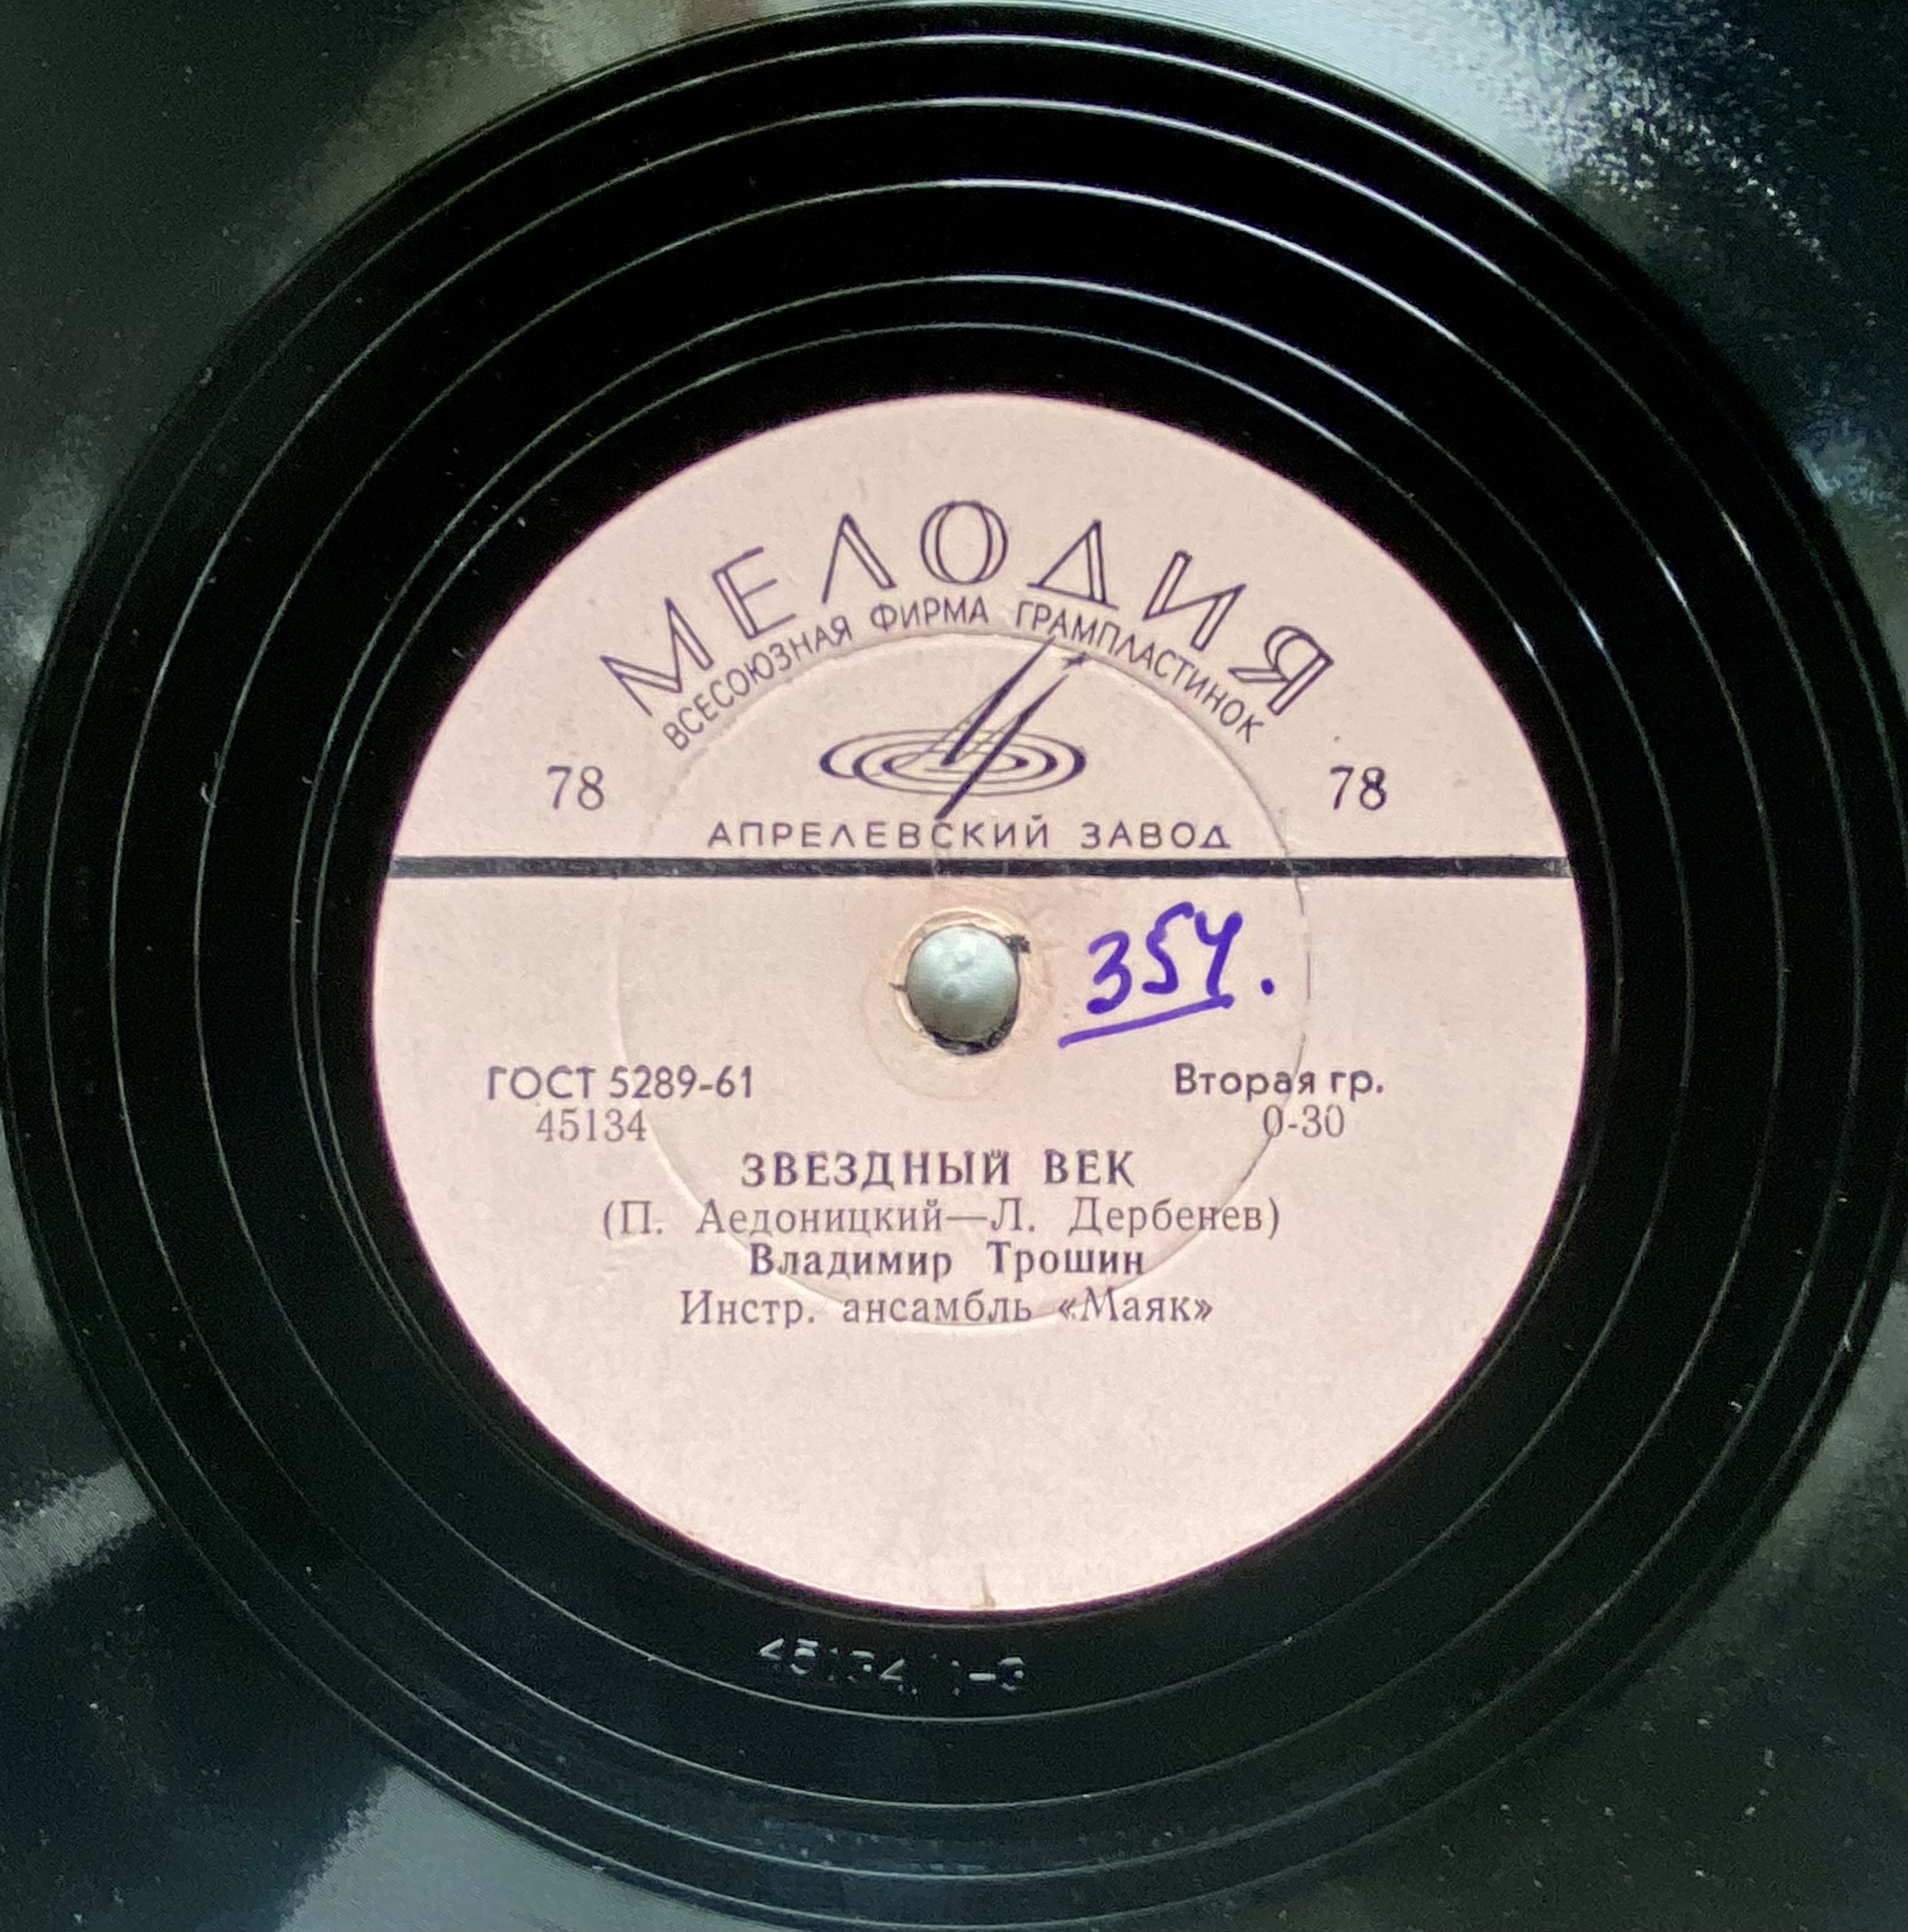 МЕЛОДИЯ
ВСЕСОЮЗНАЯ ФИРМА ГРАМПЛАСТИНОК
78 78
АПРЕЛЕВСКИЙ ЗАВОД
354.
ГОСТ 5289-61 Вторая гр.
45134 0-30
ЗВЕЗДНЫЙ ВЕК
(П. Аедоницкий—Л. Дербенев)
Владимир Трошин
Инстр. ансамбль «Маяк»
45134